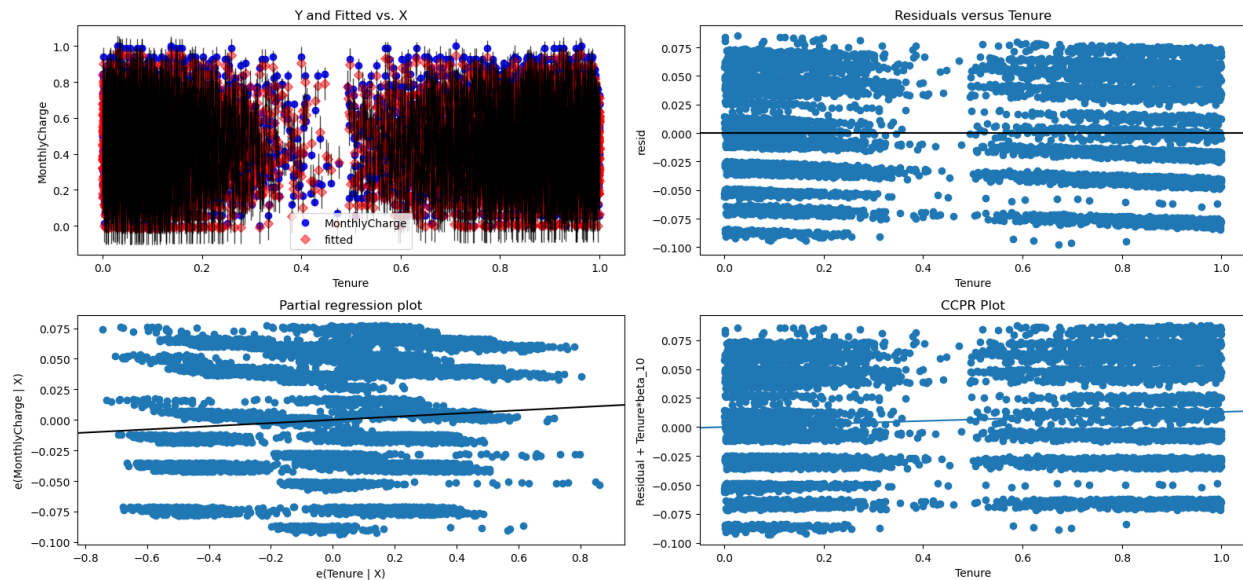 Y and Fitted vs. X
MonthlyCharge
1.0
0.8
0.6
0.4
0.2
0.0
MonthlyCharge
fitted
0.0 0.2 0.4 0.6 0.8 1.0
Tenure
Residuals versus Tenure
resid
0.075
0.050
0.025
0.000
−0.025
−0.050
−0.075
−0.100
0.0 0.2 0.4 0.6 0.8 1.0
Tenure
Partial regression plot
e(MonthlyCharge | X)
0.075
0.050
0.025
0.000
−0.025
−0.050
−0.075
−0.100
−0.8 −0.6 −0.4 −0.2 0.0 0.2 0.4 0.6 0.8
e(Tenure | X)
CCPR Plot
Residual + Tenure*beta_10
0.075
0.050
0.025
0.000
−0.025
−0.050
−0.075
−0.100
0.0 0.2 0.4 0.6 0.8 1.0
Tenure